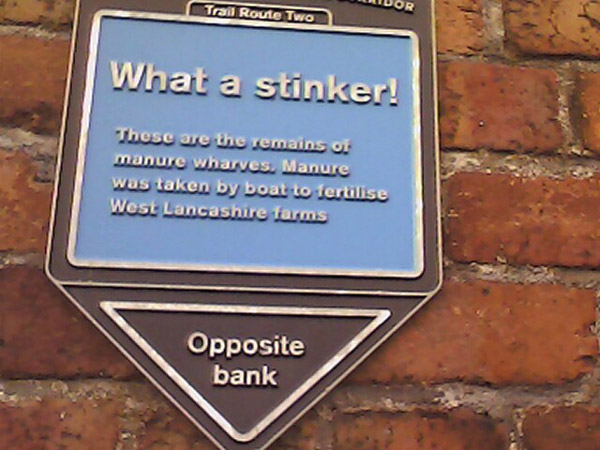 Trail Route Two
What a stinker!
These are the remains of
manure wharves. Manure
was taken by boat to fertilise
West Lancashire farms
Opposite
bank